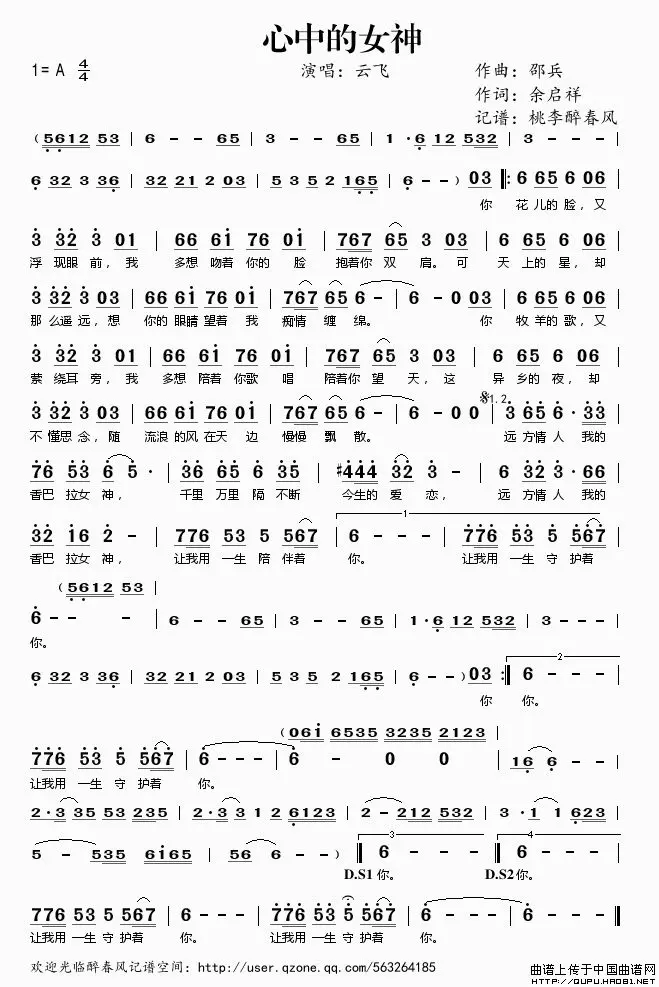 心中的女神
1=A 4/4 演唱：云飞 作曲：邵兵
作词：余启祥
记谱：桃李醉春风
(5612 53 | 6 - - 65 | 3 - - 65 | 1 · 6 12 532 | 3 - - - |
6 32 3 36 | 32 21 2 03 | 5 35 2 165 | 6 - - ) 03 |: 6 65 6 06 |
你 花儿的脸，又
3 32 3 01 | 66 61 76 01 | 767 65 3 03 | 6 65 6 06 |
浮 现眼 前，我 多想 吻着 你的 脸 抱着你 双 肩。可 天 上的 星，却
3 32 3 03 | 66 61 76 01 | 767 65 6 - | 6 - 0 03 | 6 65 6 06 |
那 么遥 远，想 你的 眼睛 望着 我 痴情 缠 绵。 你 牧 羊的 歌，又
3 32 3 01 | 66 61 76 01 | 767 65 3 03 | 6 65 6 06 |
萦 绕耳 旁，我 多想 陪着 你歌 唱 陪着你 望 天，这 异 乡的 夜，却
3 32 3 03 | 66 61 76 01 | 767 65 6 - | 6 - 0 0 | 3 65 6 · 33 |
1.2.
不 懂思 念，随 流浪 的风 在天 边 慢慢 飘 散。 远 方情 人 我的
76 53 6 5 · | 36 65 6 35 | #444 32 3 - | 6 32 3 · 66 |
香巴 拉女 神， 千里 万里 隔 不断 今生的 爱 恋， 远 方情 人 我的
32 16 2 - | 776 53 5 567 | 6 - - - | 776 53 5 567 |
1
香巴 拉女 神， 让我用 一生 陪 伴着 你。 让我用 一生 守 护着
(5612 53 |
6 - - - | 6 - - 65 | 3 - - 65 | 1·6 12 532 | 3 - - - |
你。
6 32 3 36 | 32 21 2 03 | 5 35 2 165 | 6 - - ) 03 :| 6 - - - |
2
你 你。
(061 6535 3235 2123 |
776 53 5 567 | 6 - - - | 6 - 0 0 | 16 6 - - |
让我用 一生 守 护着 你。
2·3 35 53 235 | 2·3 3 1 2 6123 | 2 - 212 532 | 3 · 1 1 623 |
5 - 535 6165 | 56 6 - - ) | 6 - - - | 6 - - - |
3 4
D.S1 你。 D.S2你。
776 53 5 567 | 6 - - - | 776 53 5 567 | 6 - - - | 6 - - - |
让我用 一生 守 护着 你。 让我用 一生 守 护着 你。
欢迎光临醉春风记谱空间：http://user.qzone.qq.com/563264185
曲谱上传于中国曲谱网
http://QUPU.HAO81.NET